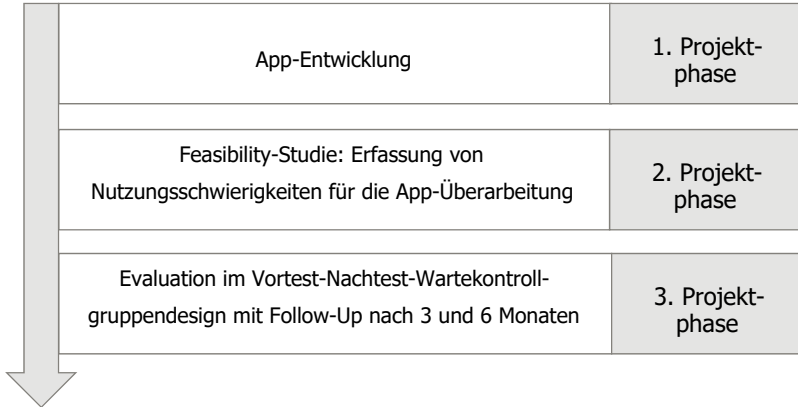 App-Entwicklung
1. Projekt-
phase
Feasibility-Studie: Erfassung von
Nutzungsschwierigkeiten für die App-Überarbeitung
2. Projekt-
phase
Evaluation im Vortest-Nachtest-Wartekontroll-
gruppendesign mit Follow-Up nach 3 und 6 Monaten
3. Projekt-
phase